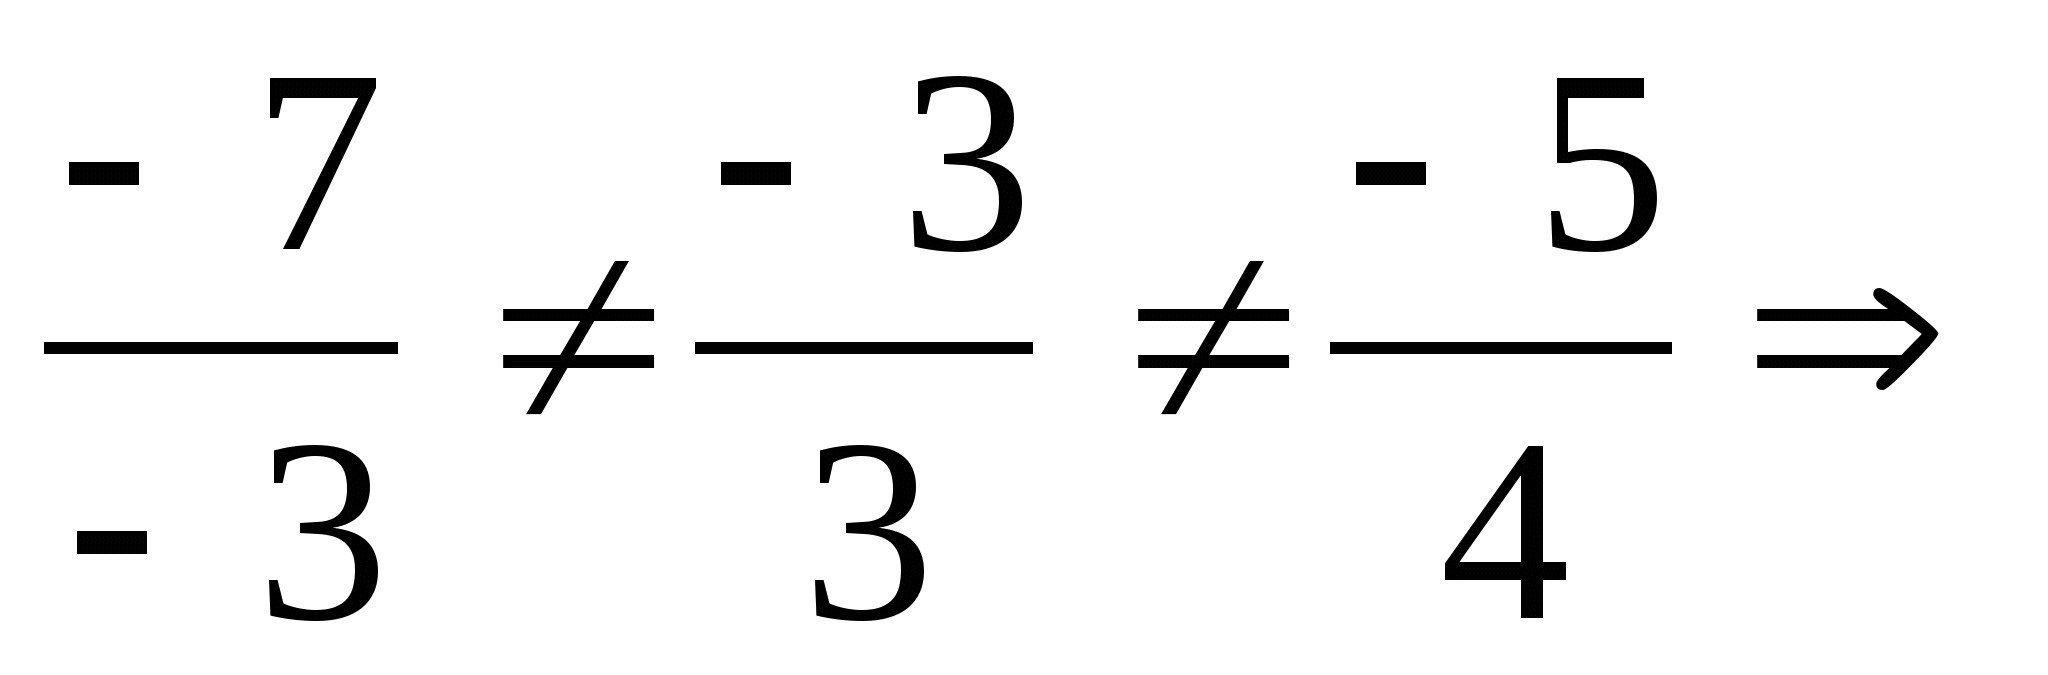 - 7 / - 3 ≠ - 3 / 3 ≠ - 5 / 4 ⇒